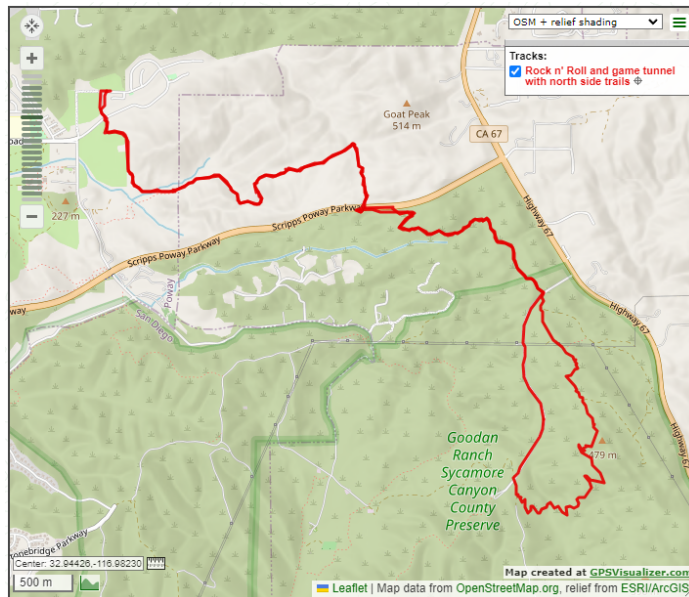 OSM + relief shading
Tracks:
Rock n' Roll and game tunnel
with north side trails
Goat Peak
514 m
CA 67
Highway 67
227 m
Scripps Poway Parkway
Scripps Poway Parkway
Poway
San Diego
Highway 67
Highway 67
479 m
Goodan
Ranch
Sycamore
Canyon
County
Preserve
Center: 32.94426,-116.98230
500 m
Map created at GPSVisualizer.com
Leaflet | Map data from OpenStreetMap.org, relief from ESRI/ArcGIS